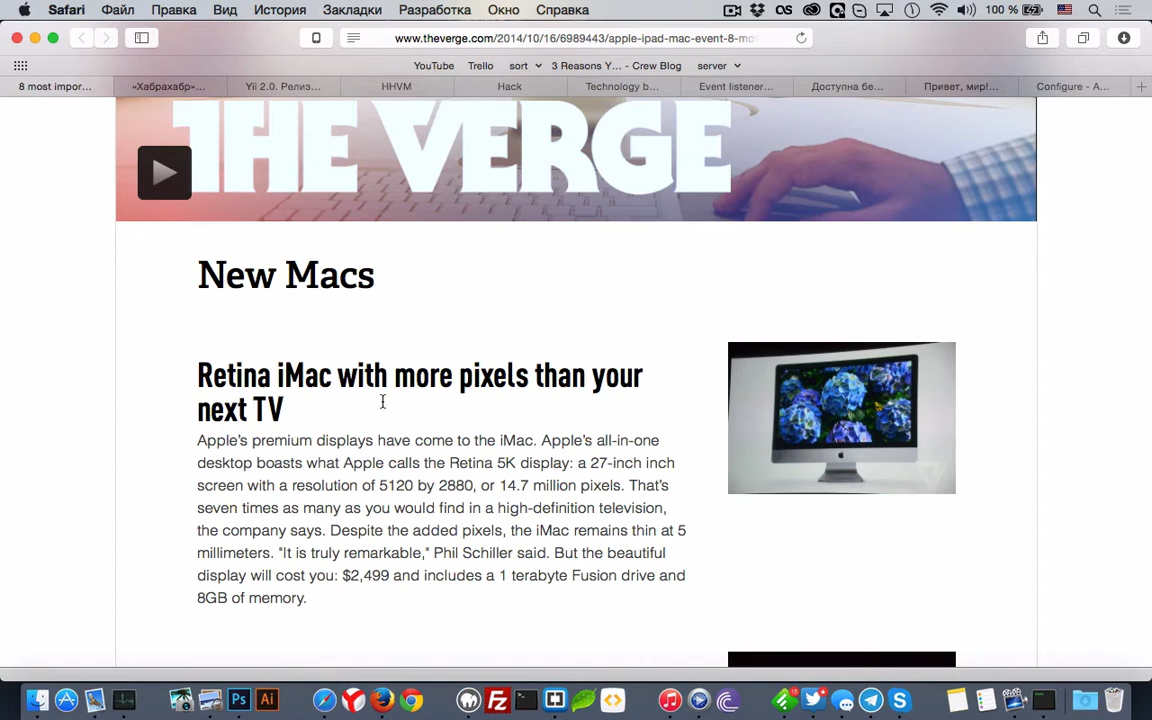 Safari Файл Правка Вид История Закладки Разработка Окно Справка 100 %
www.theverge.com/2014/10/16/6989443/apple-ipad-mac-event-8-mo
YouTube Trello sort 3 Reasons Y... – Crew Blog server
8 most impor... «Хабрахабр»... Yii 2.0. Релиз... HHVM Hack Technology b... Event listener... Доступна бе... Привет, мир!... Configure - A...
THE VERGE
New Macs
Retina iMac with more pixels than your
next TV
Apple's premium displays have come to the iMac. Apple's all-in-one
desktop boasts what Apple calls the Retina 5K display: a 27-inch inch
screen with a resolution of 5120 by 2880, or 14.7 million pixels. That's
seven times as many as you would find in a high-definition television,
the company says. Despite the added pixels, the iMac remains thin at 5
millimeters. "It is truly remarkable," Phil Schiller said. But the beautiful
display will cost you: $2,499 and includes a 1 terabyte Fusion drive and
8GB of memory.
Ps Ai Fz